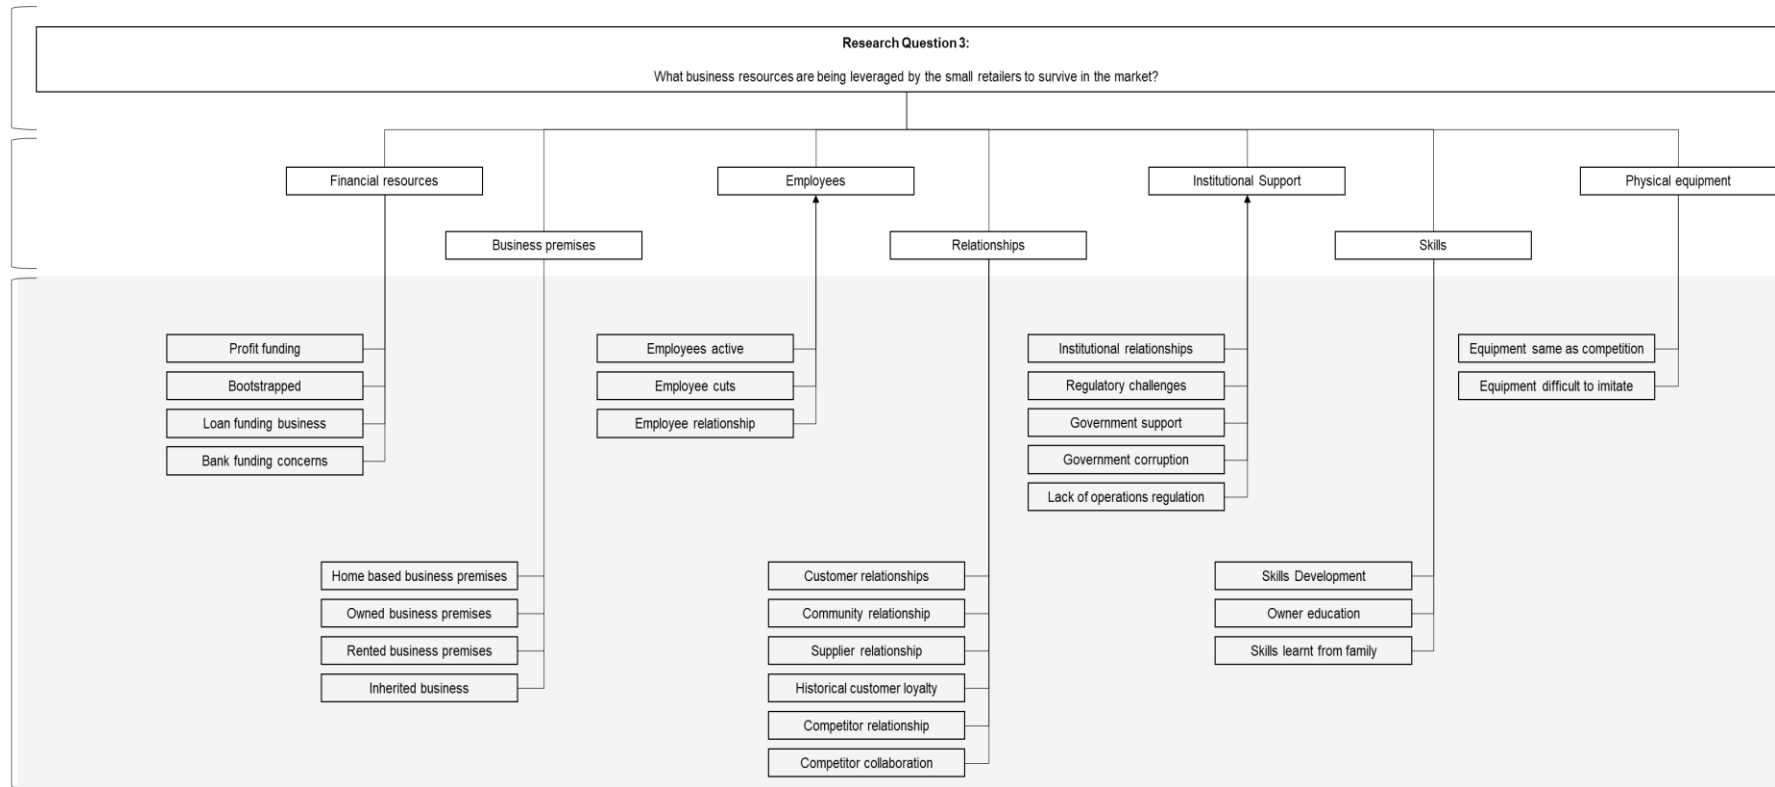 Research Question 3:
What business resources are being leveraged by the small retailers to survive in the market?
Financial resources
Employees
Institutional Support
Physical equipment
Business premises
Relationships
Skills
Profit funding
Bootstrapped
Loan funding business
Bank funding concerns
Employees active
Employee cuts
Employee relationship
Institutional relationships
Regulatory challenges
Government support
Government corruption
Lack of operations regulation
Equipment same as competition
Equipment difficult to imitate
Home based business premises
Owned business premises
Rented business premises
Inherited business
Customer relationships
Community relationship
Supplier relationship
Historical customer loyalty
Competitor relationship
Competitor collaboration
Skills Development
Owner education
Skills learnt from family